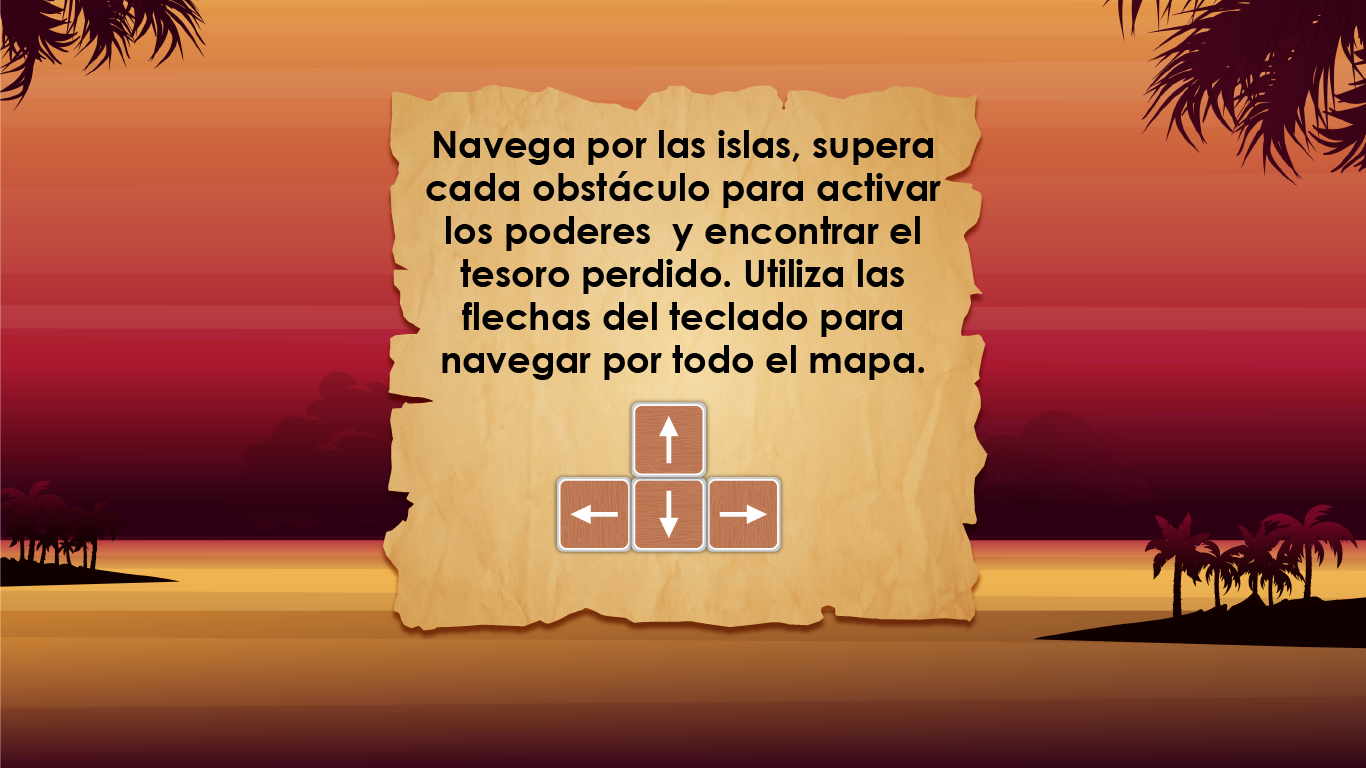 Navega por las islas, supera
cada obstáculo para activar
los poderes  y encontrar el
tesoro perdido. Utiliza las
flechas del teclado para
navegar por todo el mapa.